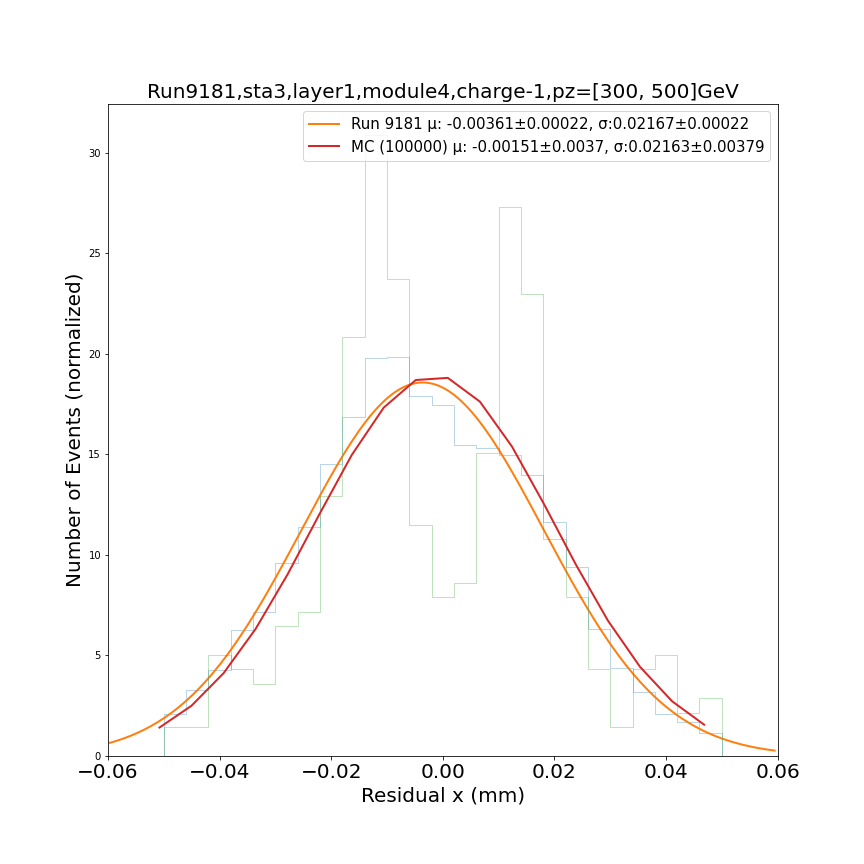 Run9181,sta3,layer1,module4,charge-1,pz=[300, 500]GeV
Run 9181 μ: -0.00361±0.00022, σ:0.02167±0.00022
MC (100000) μ: -0.00151±0.0037, σ:0.02163±0.00379
Number of Events (normalized)
30
25
20
15
10
5
0
−0.06 −0.04 −0.02 0.00 0.02 0.04 0.06
Residual x (mm)